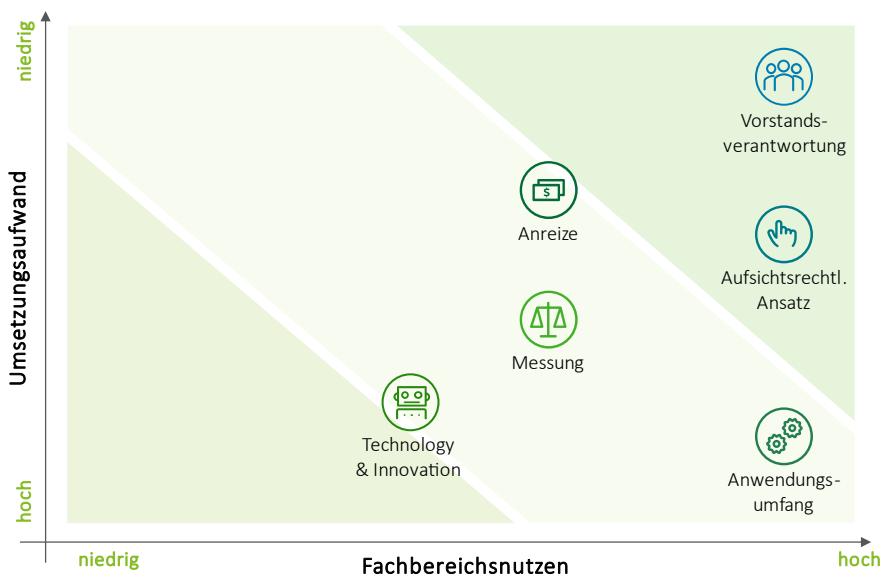 niedrig
Umsetzungsaufwand
hoch
Vorstands-
verantwortung
$
Anreize
Aufsichtsrechtl.
Ansatz
Messung
Technology
& Innovation
Anwendungs-
umfang
niedrig
Fachbereichsnutzen
hoch